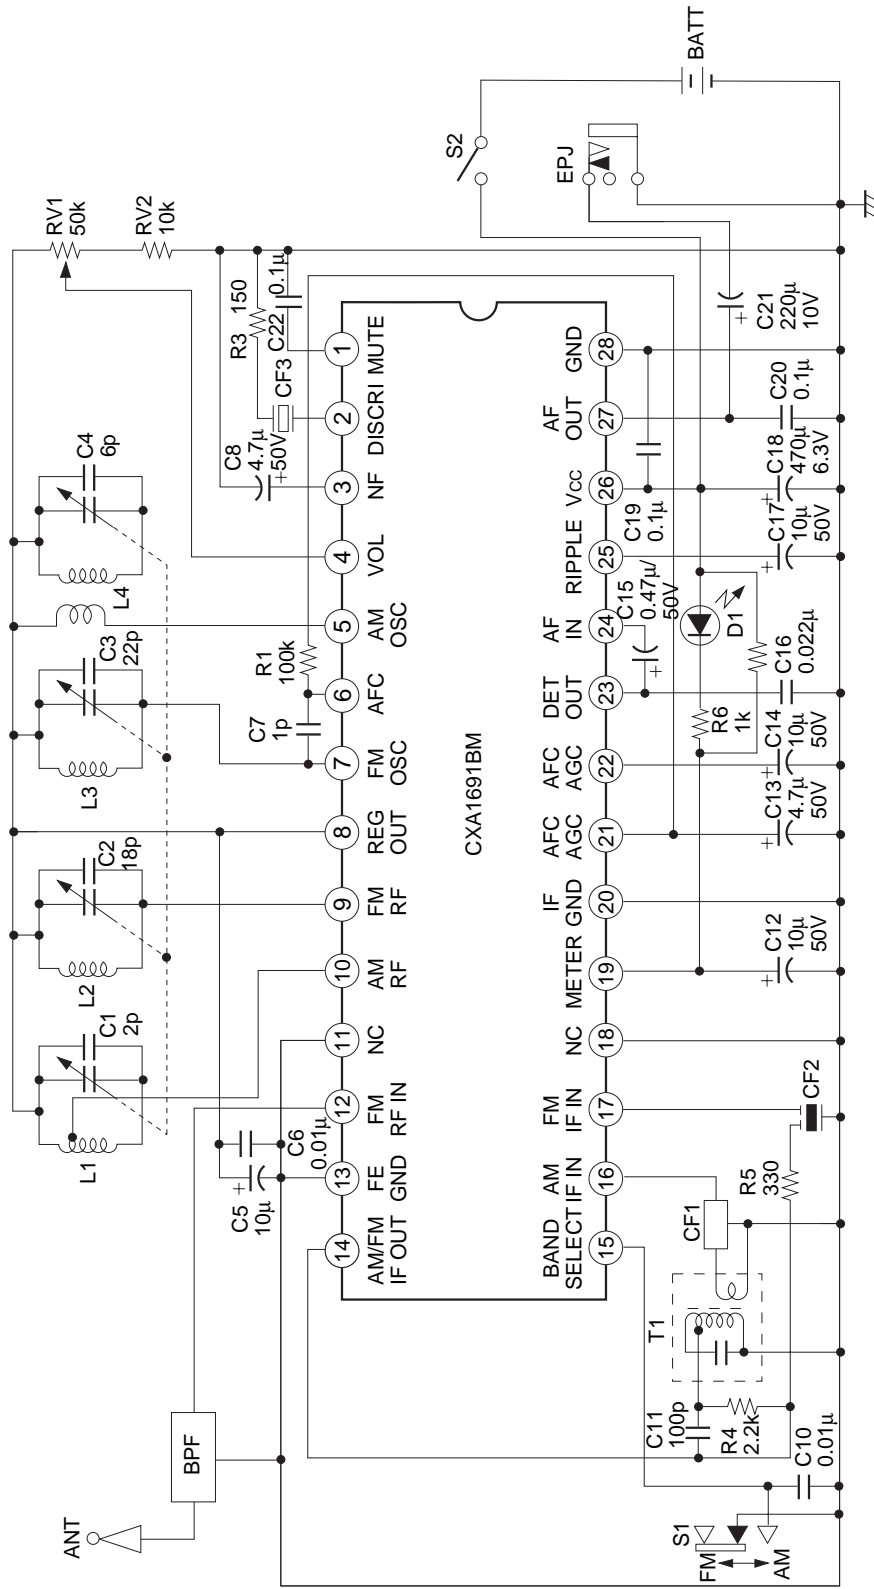 ANT
BPF
L1
C1
2p
L2
C2
18p
L3
C3
22p
L4
C4
6p
RV1
50k
RV2
10k
C5
10μ
+
C6
0.01μ
C7
1p
R1
100k
C8
4.7μ
+50V
CF3
R3 150
C22 0.1μ
14
13
12
11
10
9
8
7
6
5
4
3
2
1
AM/FM
IF OUT
FE
GND
FM
RF IN
NC
AM
RF
FM
RF
REG
OUT
FM
OSC
AFC
AM
OSC
VOL
NF
DISCRI
MUTE
CXA1691BM
BAND
SELECT
AM
IF IN
FM
IF IN
NC
METER
IF
GND
AFC
AGC
AFC
AGC
DET
OUT
AF
IN
RIPPLE
VCC
AF
OUT
GND
15
16
17
18
19
20
21
22
23
24
25
26
27
28
S2
EPJ
BATT
C19
0.1μ
C15
0.47μ/
50V
+
D1
R6
1k
T1
CF1
R5
330
CF2
C11
100p
R4
2.2k
C10
0.01μ
S1
FM
AM
+
C12
10μ
50V
+
C13
4.7μ
50V
+
C14
10μ
50V
C16
0.022μ
+
C17
10μ
50V
+
C18
470μ
6.3V
C20
0.1μ
+
C21
220μ
10V